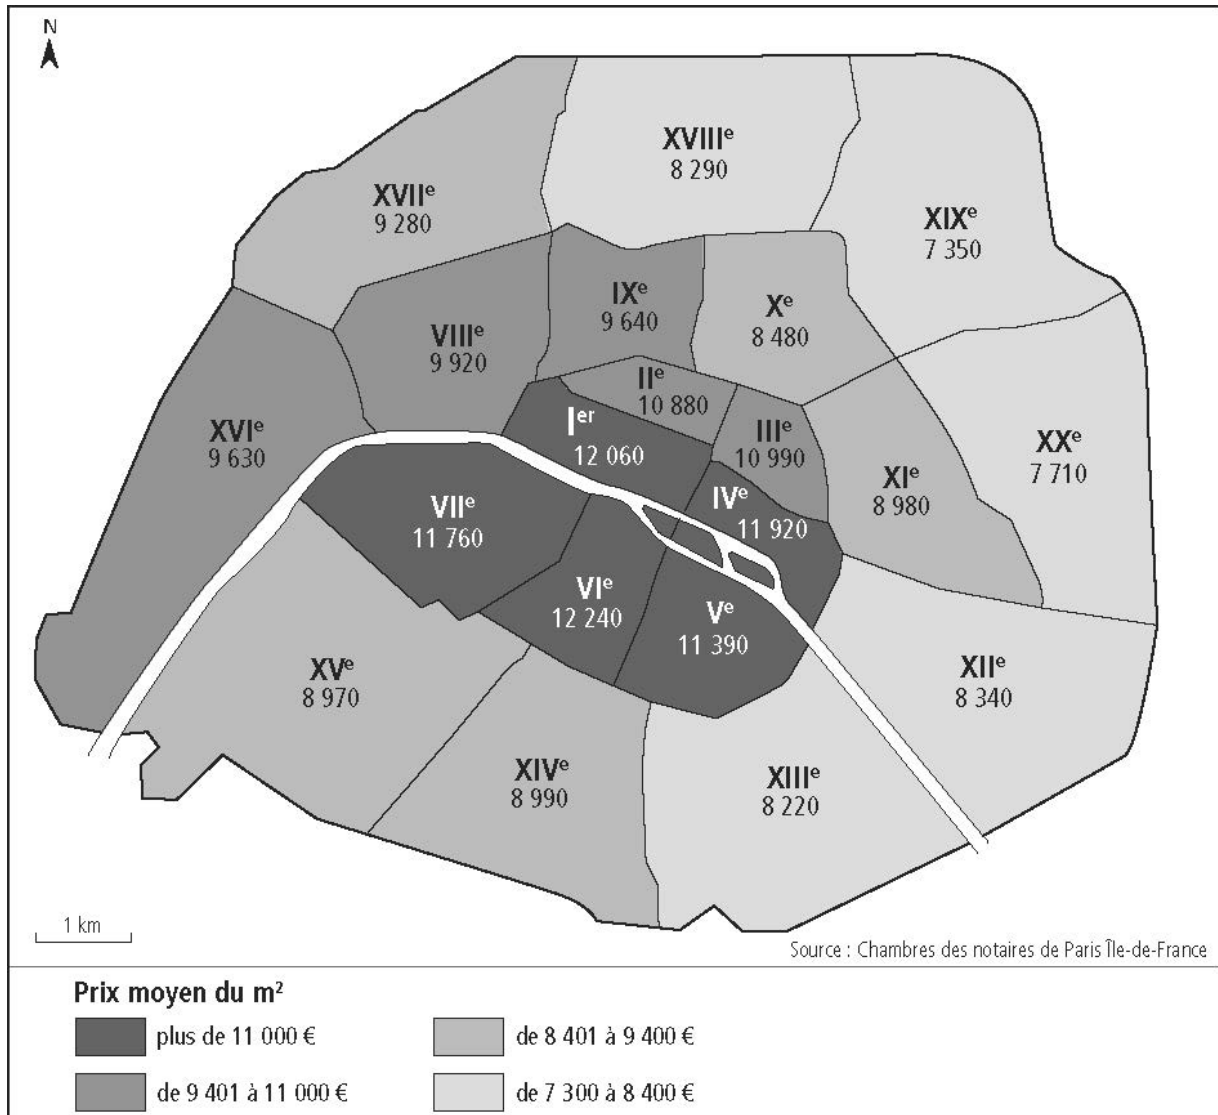 N
XVIIIᵉ
8 290
XVIIᵉ
9 280
XIXᵉ
7 350
IXᵉ
9 640
Xᵉ
8 480
VIIIᵉ
9 920
IIᵉ
10 880
Iᵉʳ
12 060
IIIᵉ
10 990
XVIᵉ
9 630
XXᵉ
7 710
XIᵉ
8 980
IVᵉ
11 920
VIIᵉ
11 760
VIᵉ
12 240
Vᵉ
11 390
XVᵉ
8 970
XIIᵉ
8 340
XIVᵉ
8 990
XIIIᵉ
8 220
1 km
Source : Chambres des notaires de Paris Île-de-France
Prix moyen du m²
plus de 11 000 €
de 8 401 à 9 400 €
de 9 401 à 11 000 €
de 7 300 à 8 400 €